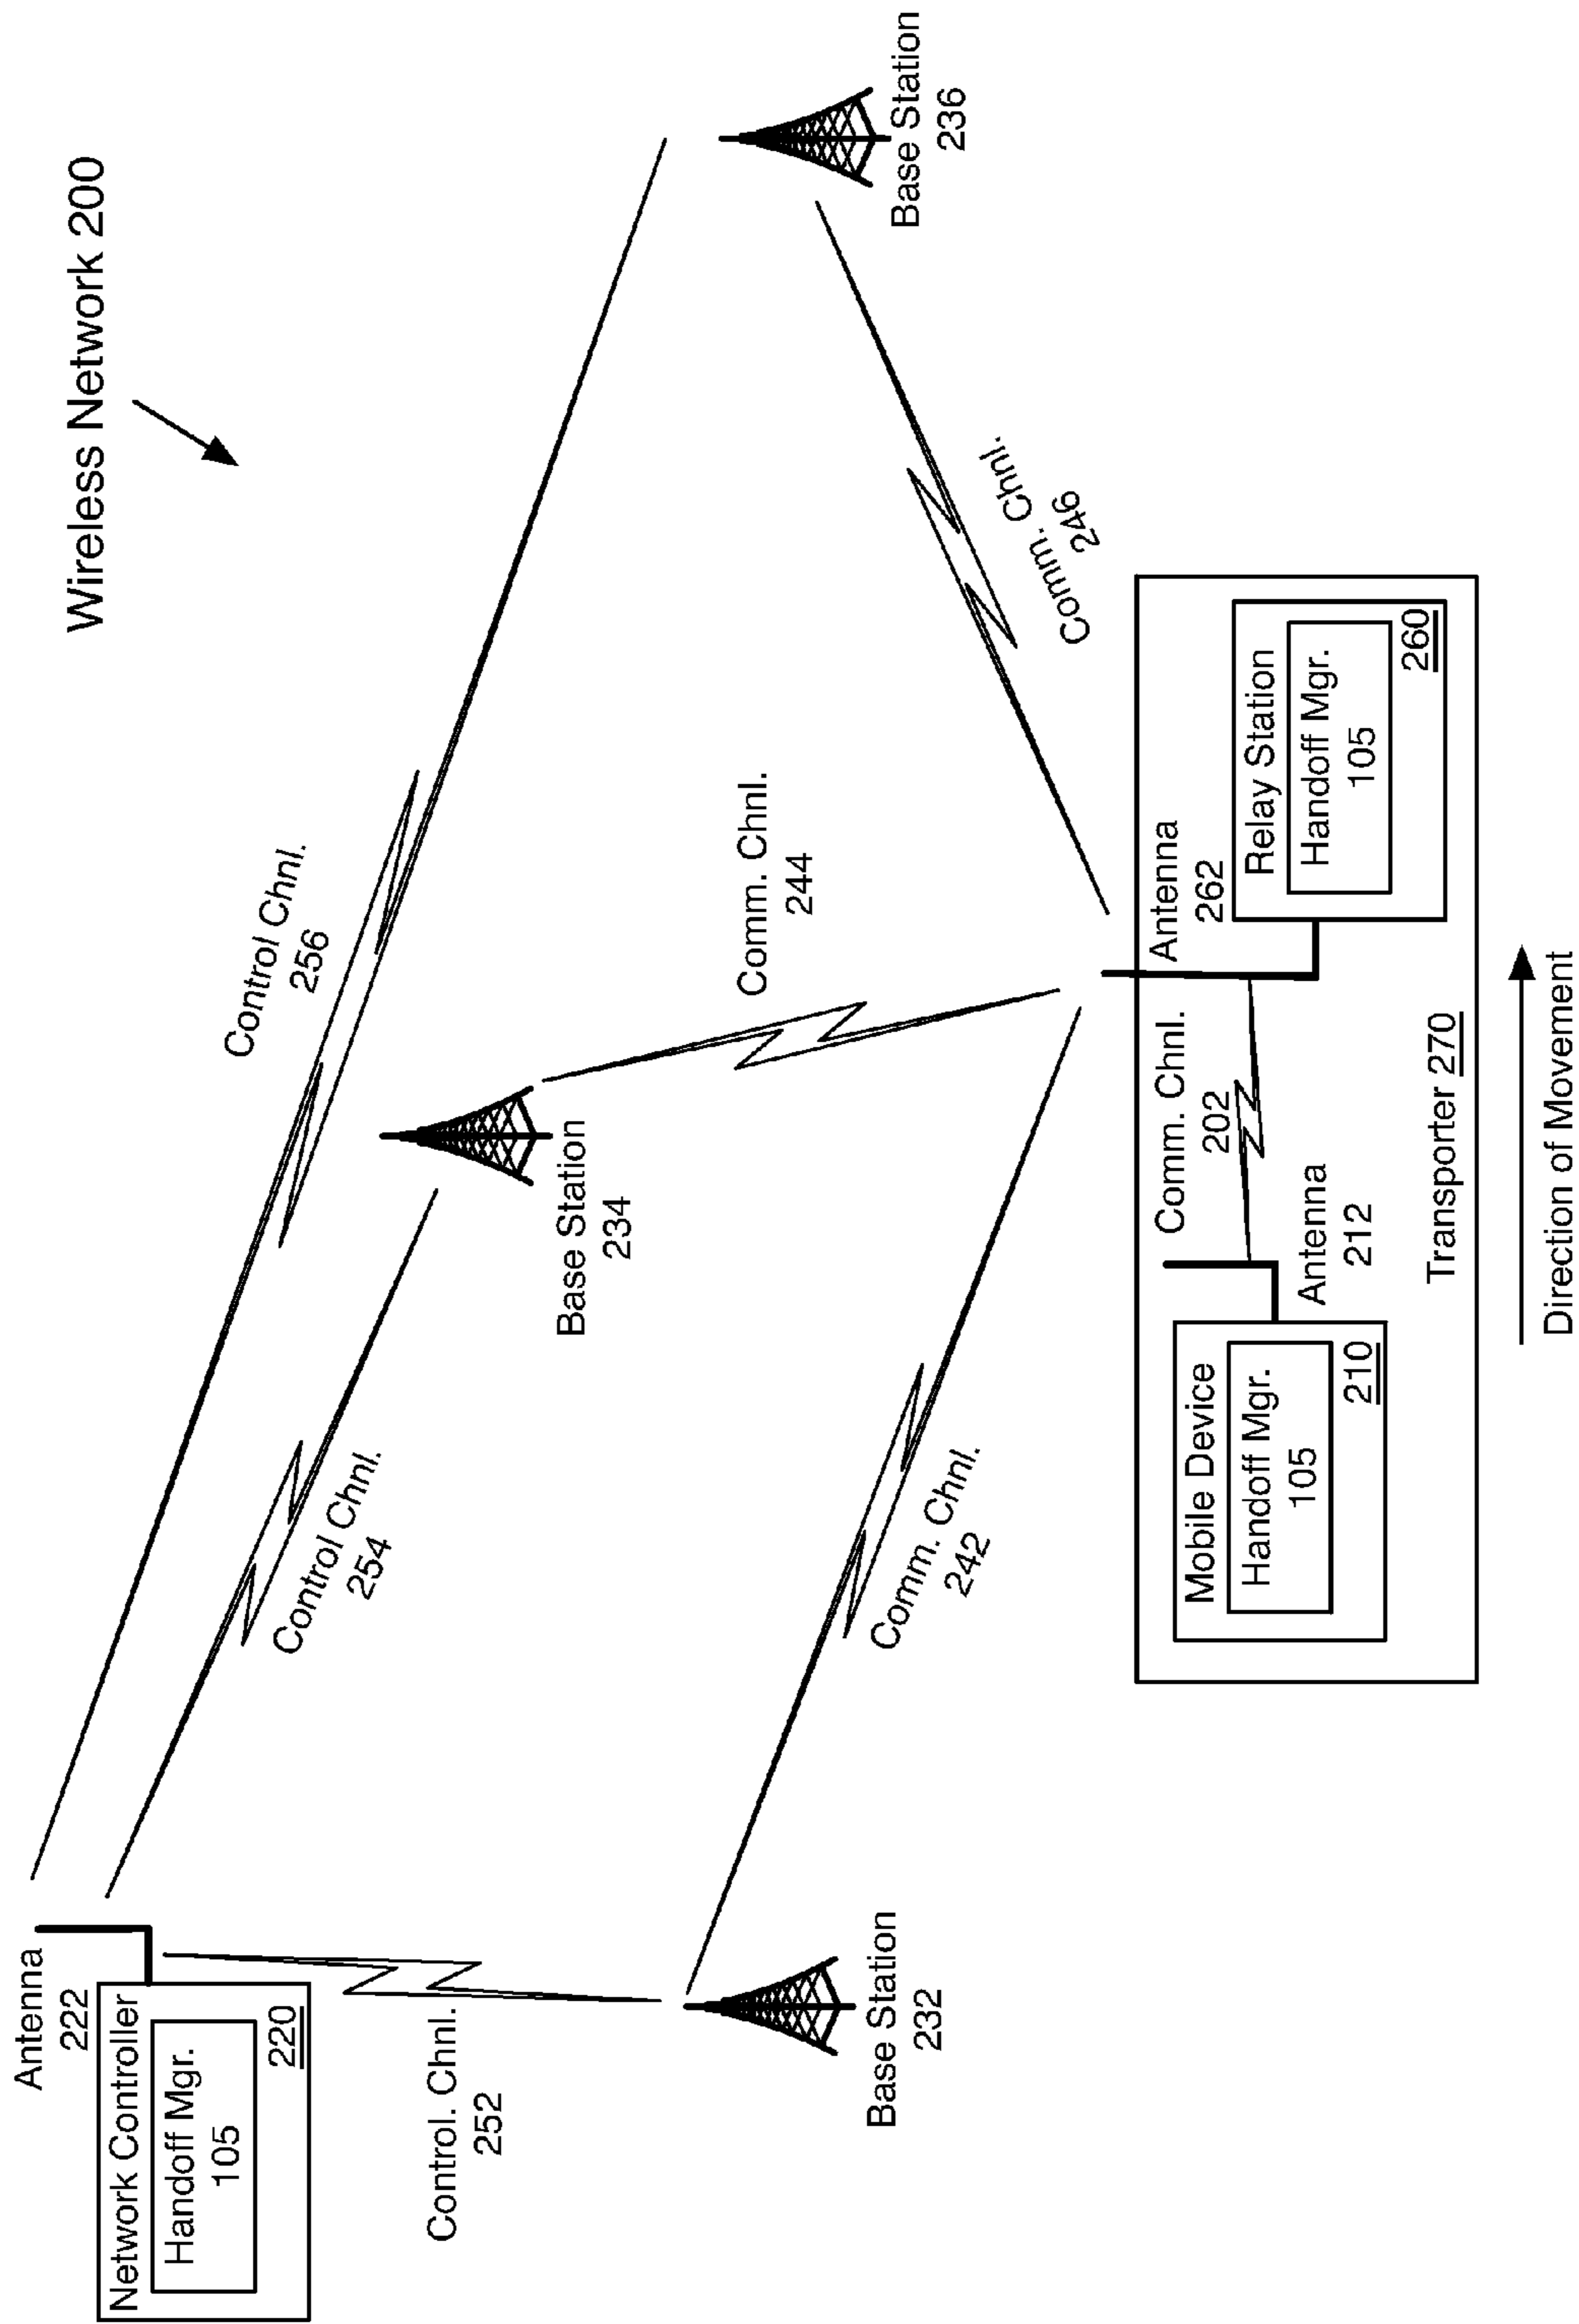 Wireless Network 200
Antenna
222
Network Controller
Handoff Mgr.
105
220
Control Chnl.
256
Control Chnl.
254
Control. Chnl.
252
Base Station
234
Comm. Chnl.
244
Base Station
232
Comm. Chnl.
242
Base Station
236
Comm. Chnl.
246
Mobile Device
Handoff Mgr.
105
210
Antenna
212
Comm. Chnl.
202
Antenna
262
Relay Station
Handoff Mgr.
105
260
Transporter 270
Direction of Movement